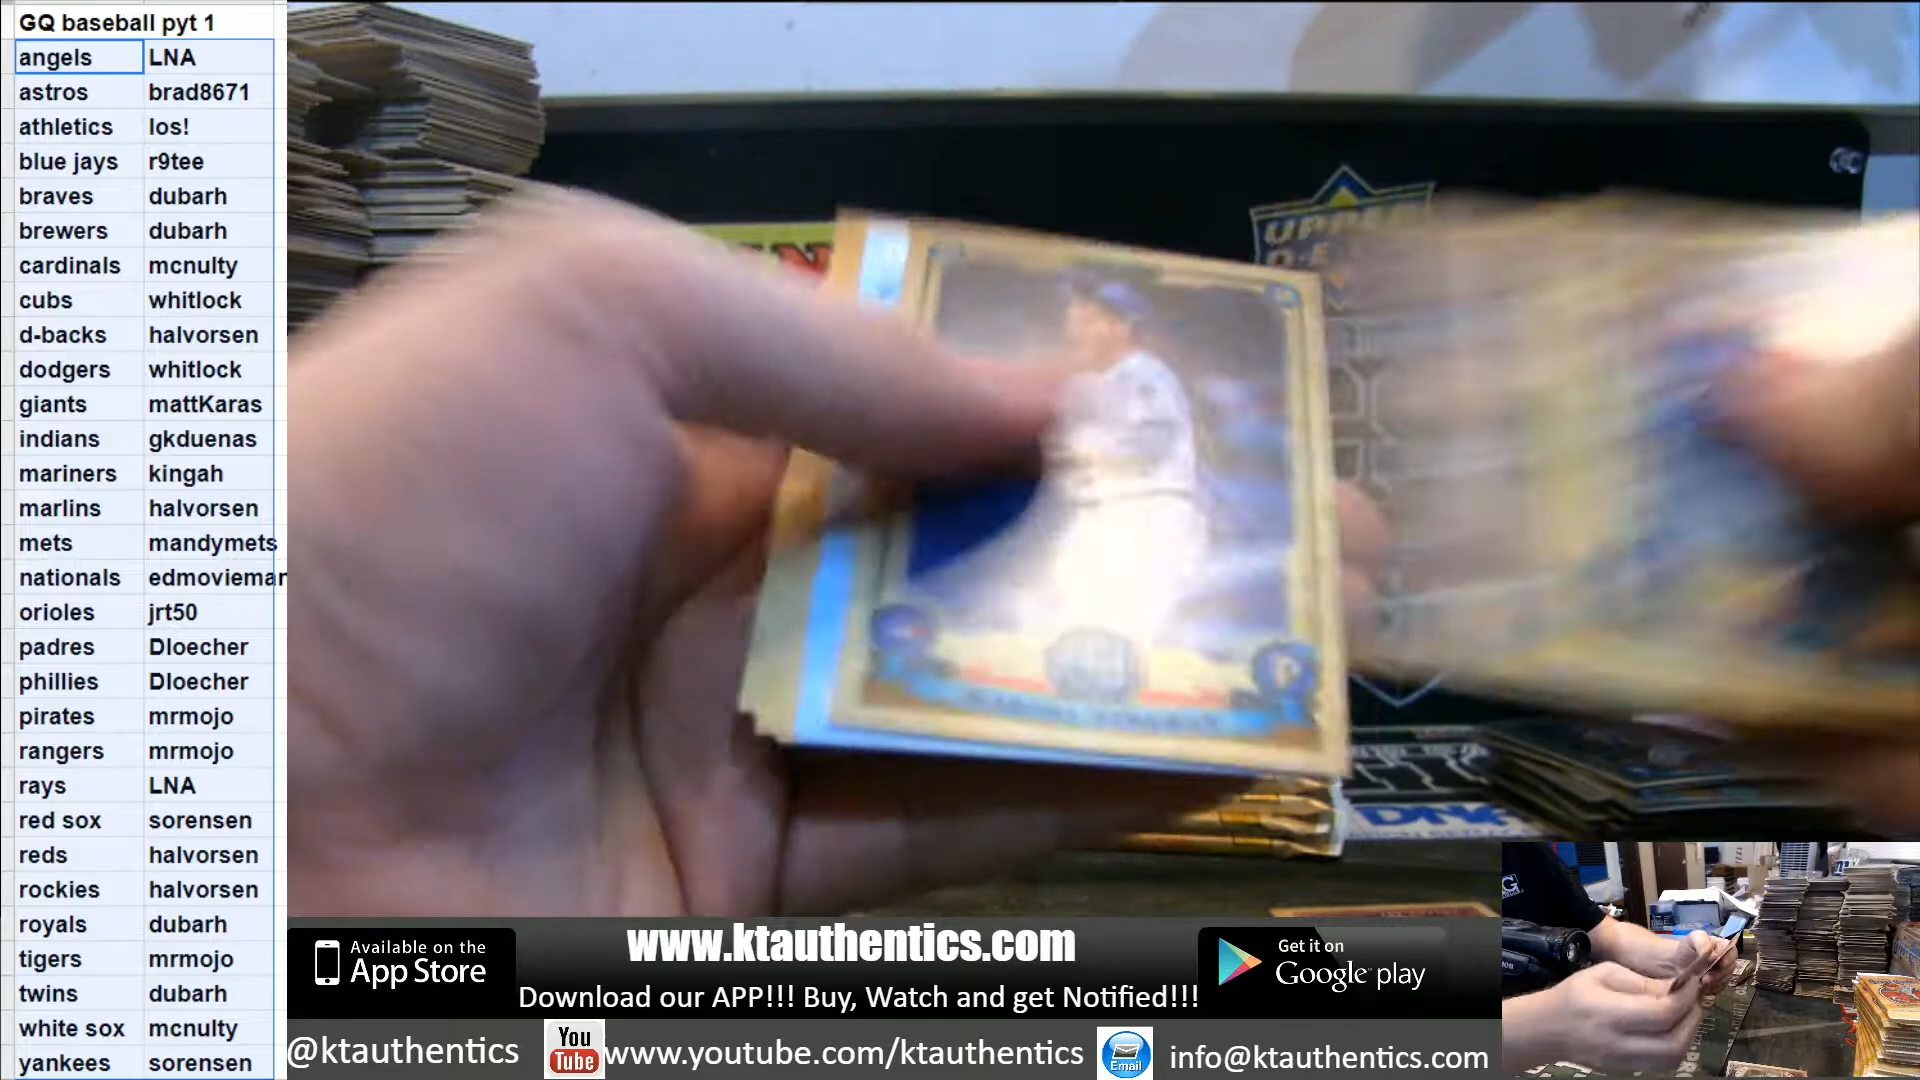 GQ baseball pyt 1
angels LNA
astros brad8671
athletics los!
blue jays r9tee
braves dubarh
brewers dubarh
cardinals mcnulty
cubs whitlock
d-backs halvorsen
dodgers whitlock
giants mattKaras
indians gkduenas
mariners kingah
marlins halvorsen
mets mandymets
nationals edmovieman
orioles jrt50
padres Dloecher
phillies Dloecher
pirates mrmojo
rangers mrmojo
rays LNA
red sox sorensen
reds halvorsen
rockies halvorsen
royals dubarh
tigers mrmojo
twins dubarh
white sox mcnulty
yankees sorensen
UPPER
DNA
Available on the
App Store
www.ktauthentics.com
Get it on
Google play
Download our APP!!! Buy, Watch and get Notified!!!
@ktauthentics
You
Tube
www.youtube.com/ktauthentics
Email
info@ktauthentics.com